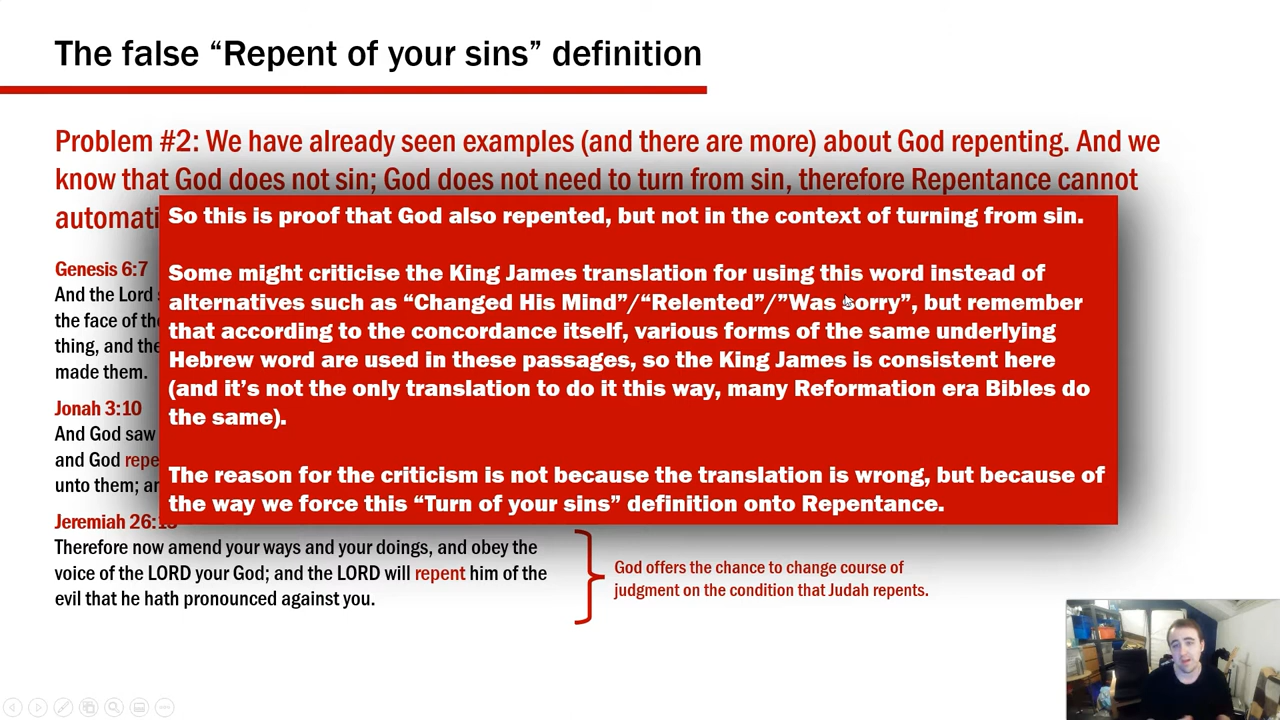 The false “Repent of your sins” definition
Problem #2: We have already seen examples (and there are more) about God repenting. And we
know that God does not sin; God does not need to turn from sin, therefore Repentance cannot
automati
So this is proof that God also repented, but not in the context of turning from sin.
Some might criticise the King James translation for using this word instead of
alternatives such as “Changed His Mind”/“Relented”/”Was sorry”, but remember
that according to the concordance itself, various forms of the same underlying
Hebrew word are used in these passages, so the King James is consistent here
(and it’s not the only translation to do it this way, many Reformation era Bibles do
the same).
The reason for the criticism is not because the translation is wrong, but because of
the way we force this “Turn of your sins” definition onto Repentance.
Genesis 6:7
And the Lord
the face of the
thing, and the
made them.
Jonah 3:10
And God saw
and God repe
unto them; a
Jeremiah 26:13
Therefore now amend your ways and your doings, and obey the
voice of the LORD your God; and the LORD will repent him of the
evil that he hath pronounced against you.
God offers the chance to change course of
judgment on the condition that Judah repents.